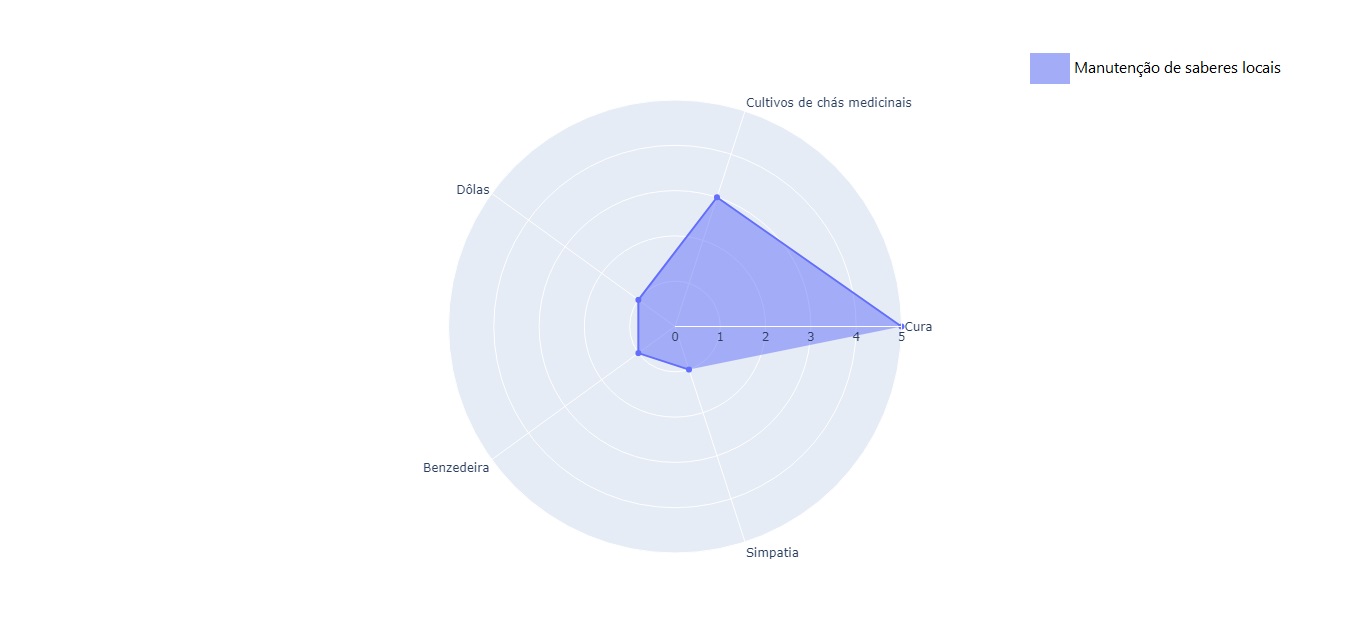 Manutenção de saberes locais
Cultivos de chás medicinais
Dôlas
Cura
0 1 2 3 4 5
Benzedeira
Simpatia